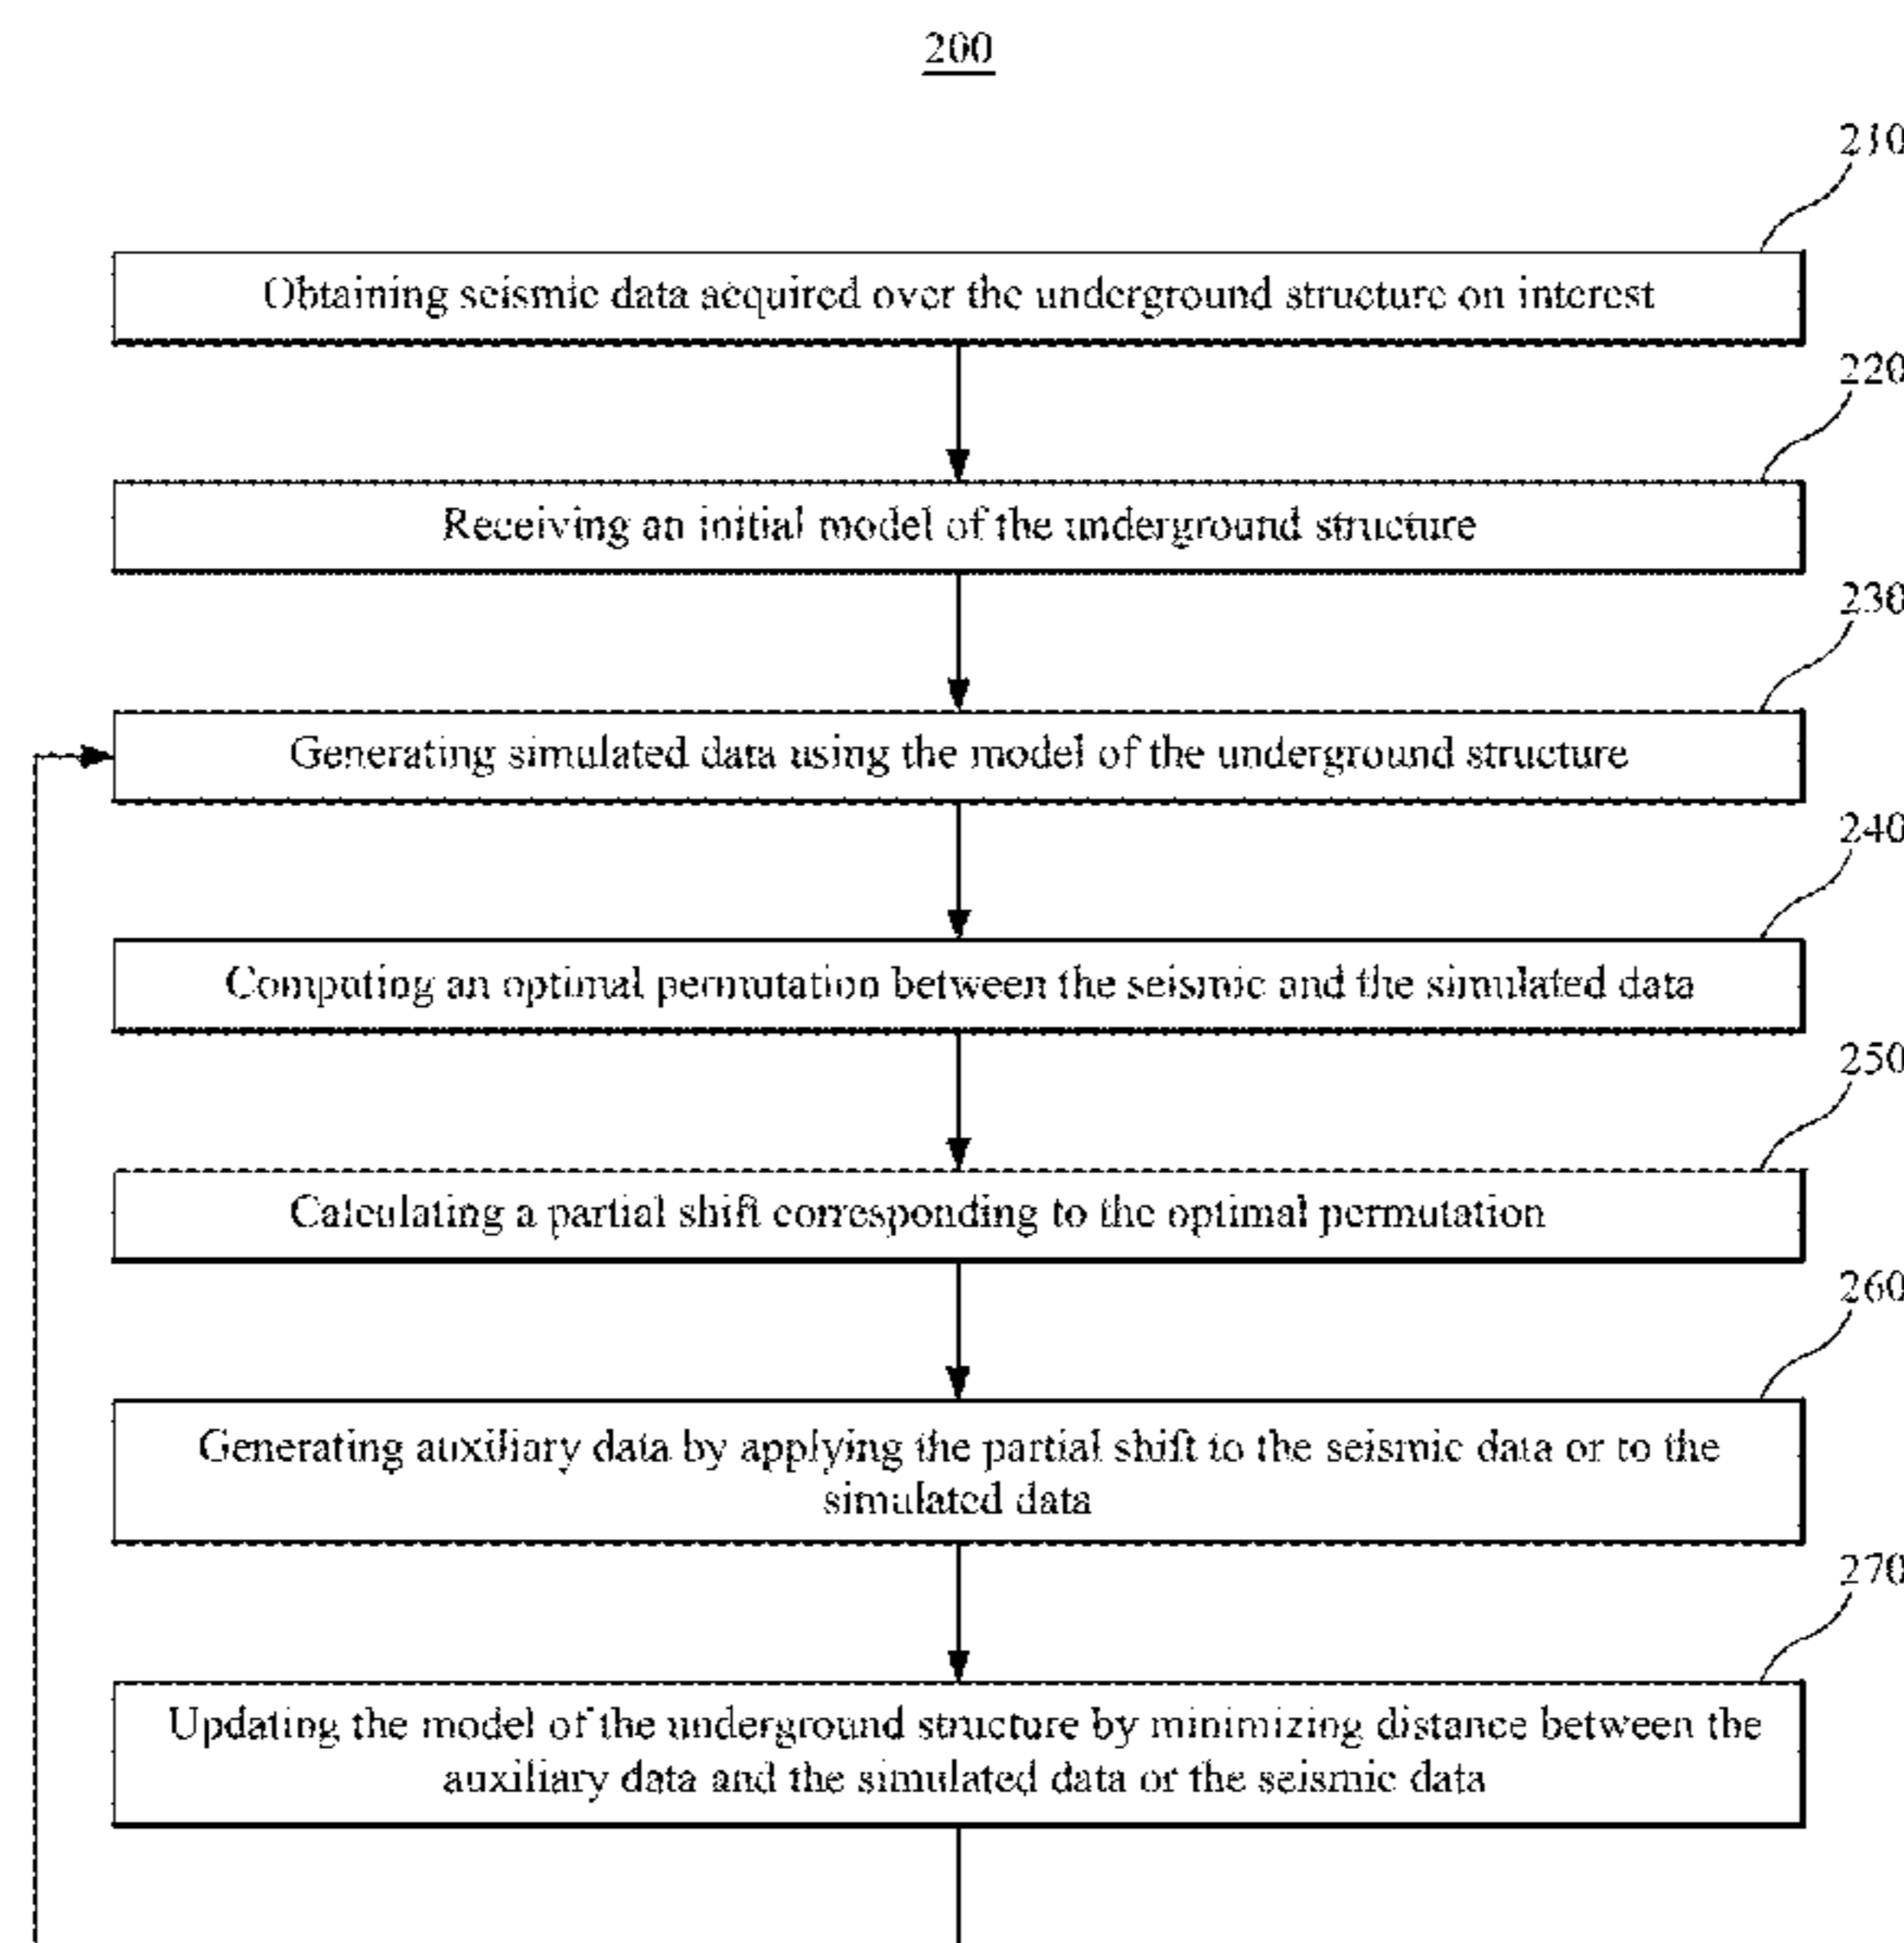 200
210
Obtaining seismic data acquired over the underground structure on interest
220
Receiving an initial model of the underground structure
230
Generating simulated data using the model of the underground structure
240
Computing an optimal permutation between the seismic and the simulated data
250
Calculating a partial shift corresponding to the optimal permutation
260
Generating auxiliary data by applying the partial shift to the seismic data or to the
simulated data
270
Updating the model of the underground structure by minimizing distance between the
auxiliary data and the simulated data or the seismic data